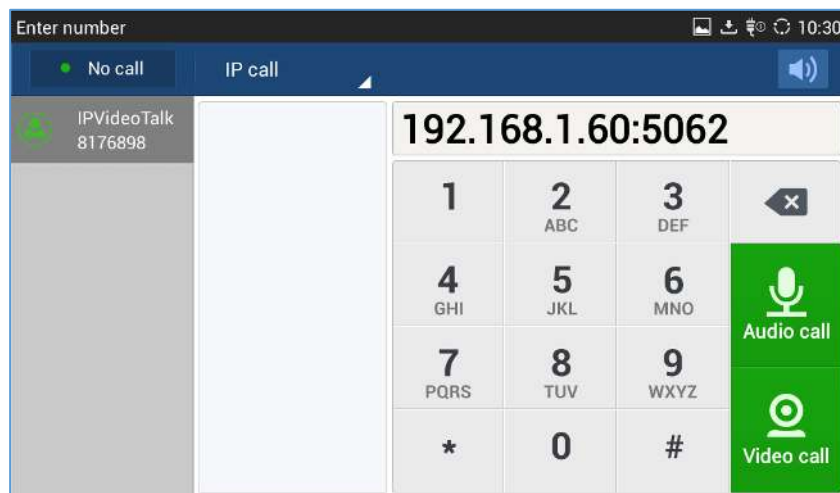 Enter number
10:30
No call
IP call
IPVideoTalk
8176898
192.168.1.60:5062
1
2
3
ABC
DEF
4
5
6
GHI
JKL
MNO
Audio call
7
8
9
PQRS
TUV
WXYZ
*
0
#
Video call